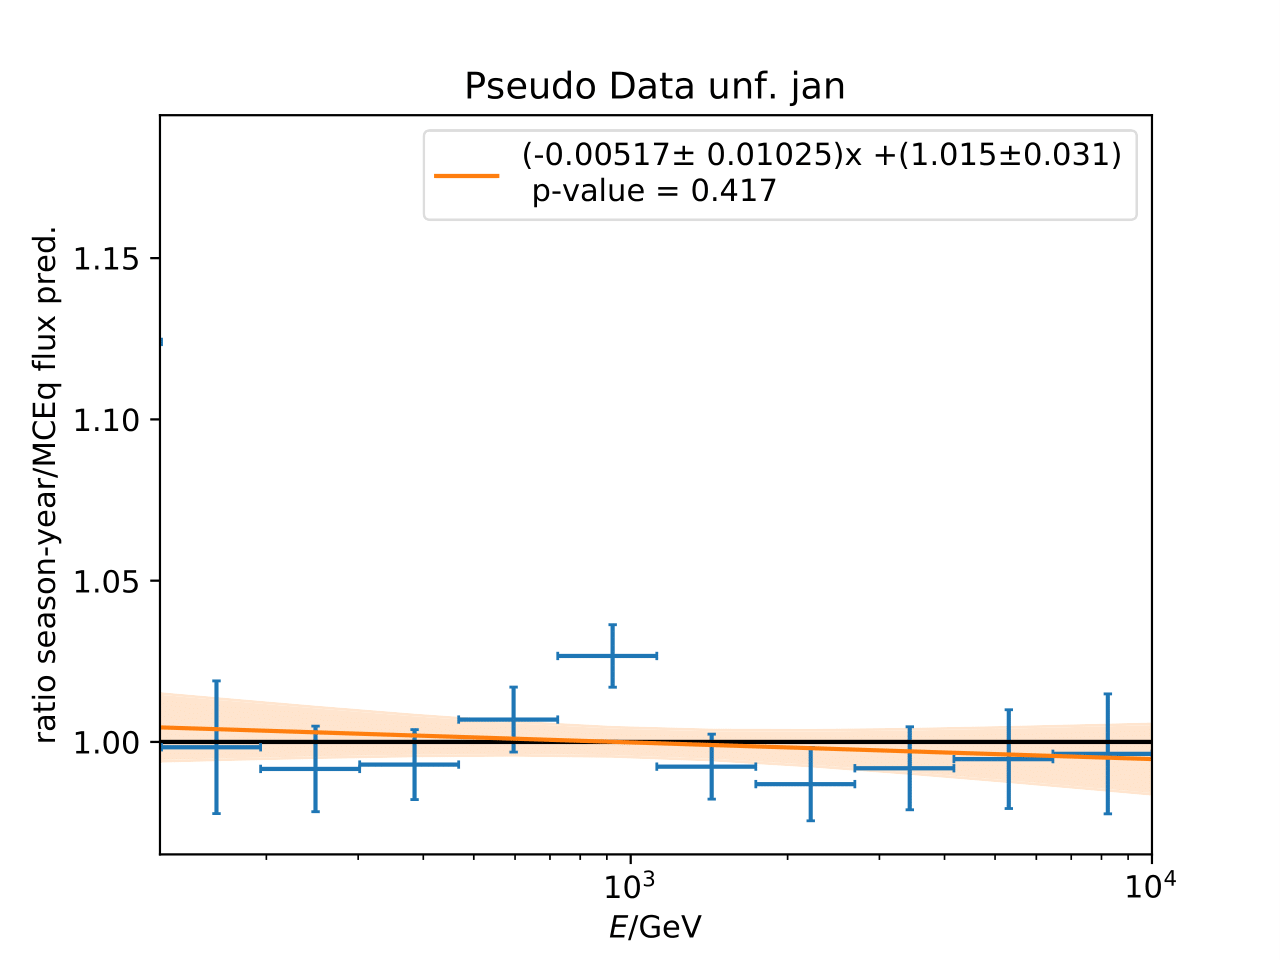 Pseudo Data unf. jan
(-0.00517± 0.01025)x +(1.015±0.031)
p-value = 0.417
ratio season-year/MCEq flux pred.
1.15
1.10
1.05
1.00
10³
10⁴
E/GeV